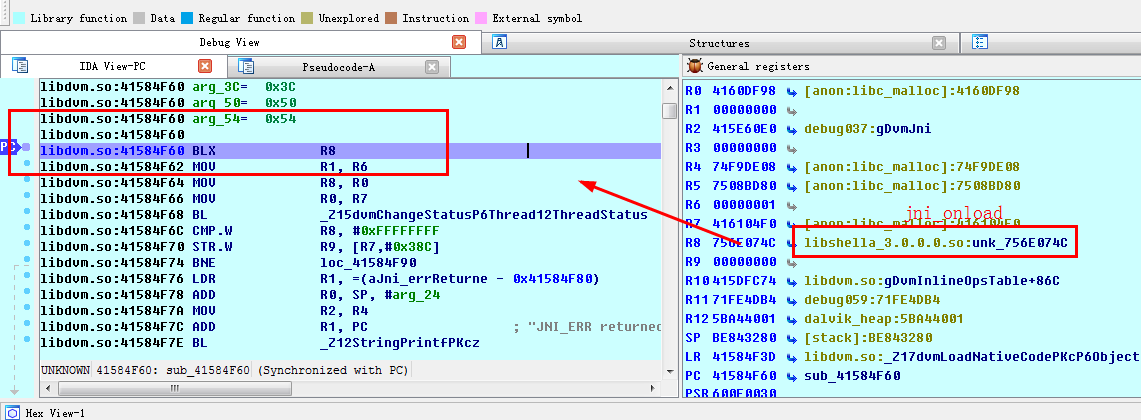 Library function Data Regular function Unexplored Instruction External symbol
Debug View Structures
IDA View-PC Pseudocode-A
libdvm.so:41584F60 arg_3C= 0x3C
libdvm.so:41584F60 arg_50= 0x50
libdvm.so:41584F60 arg_54= 0x54
libdvm.so:41584F60
PC libdvm.so:41584F60 BLX R8
libdvm.so:41584F62 MOV R1, R6
libdvm.so:41584F64 MOV R8, R0
libdvm.so:41584F66 MOV R0, R7
libdvm.so:41584F68 BL _Z15dvmChangeStatusP6Thread12ThreadStatus
libdvm.so:41584F6C CMP.W R8, #0xFFFFFFFF
libdvm.so:41584F70 STR.W R9, [R7,#0x38C]
libdvm.so:41584F74 BNE loc_41584F90
libdvm.so:41584F76 LDR R1, =(aJni_errReturne - 0x41584F80)
libdvm.so:41584F78 ADD R0, SP, #arg_24
libdvm.so:41584F7A MOV R2, R4
libdvm.so:41584F7C ADD R1, PC ; "JNI_ERR returned
libdvm.so:41584F7E BL _Z12StringPrintfPKcz
UNKNOWN 41584F60: sub_41584F60 (Synchronized with PC)
General registers
R0 4160DF98 [anon:libc_malloc]:4160DF98
R1 00000000
R2 415E60E0 debug037:gDvmJni
R3 00000000
R4 74F9DE08 [anon:libc_malloc]:74F9DE08
R5 7508BD80 [anon:libc_malloc]:7508BD80
R6 00000001
jni onload
R7 416104F0 [anon:libc_malloc]:416104F0
R8 756E074C libshella_3.0.0.0.so:unk_756E074C
R9 00000000
R10 415DFC74 libdvm.so:gDvmInlineOpsTable+86C
R11 71FE4DB4 debug059:71FE4DB4
R12 5BA44001 dalvik_heap:5BA44001
SP BE843280 [stack]:BE843280
LR 41584F3D libdvm.so:_Z17dvmLoadNativeCodePKcP6Object
PC 41584F60 sub_41584F60
PSR 600F0030
Hex View-1